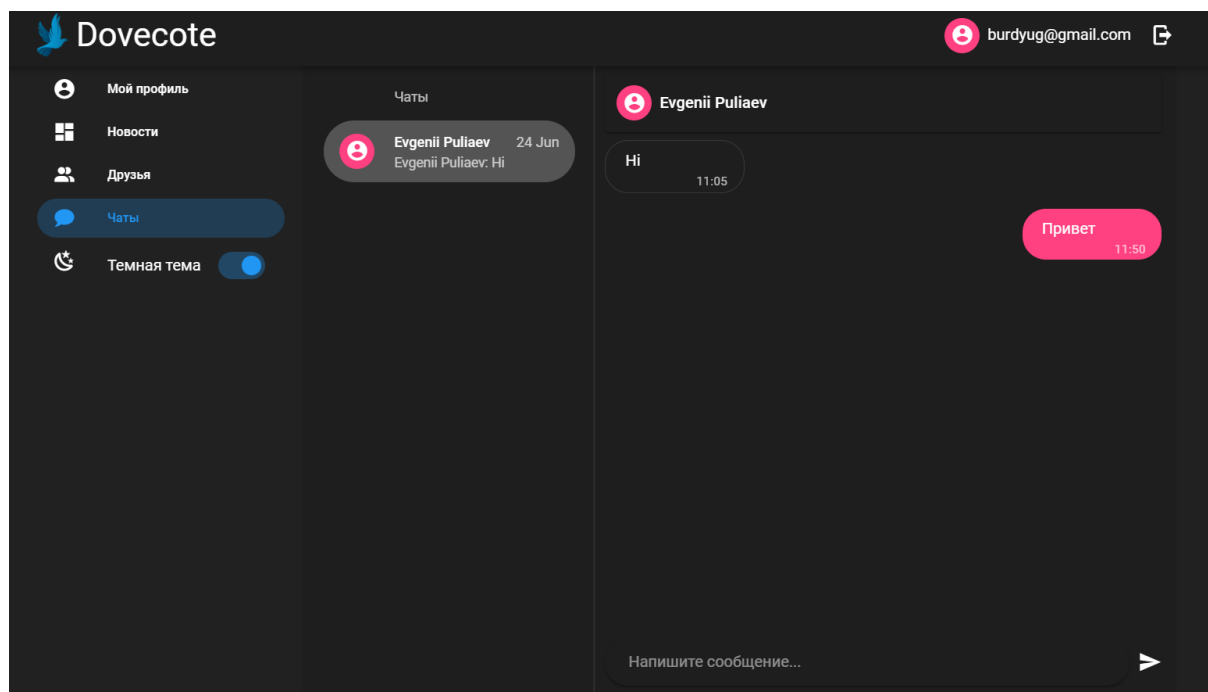 Dovecote
burdyug@gmail.com
Мой профиль
Новости
Друзья
Чаты
Темная тема
Чаты
Evgenii Puliaev 24 Jun
Evgenii Puliaev: Hi
Evgenii Puliaev
Hi
11:05
Привет
11:50
Напишите сообщение...